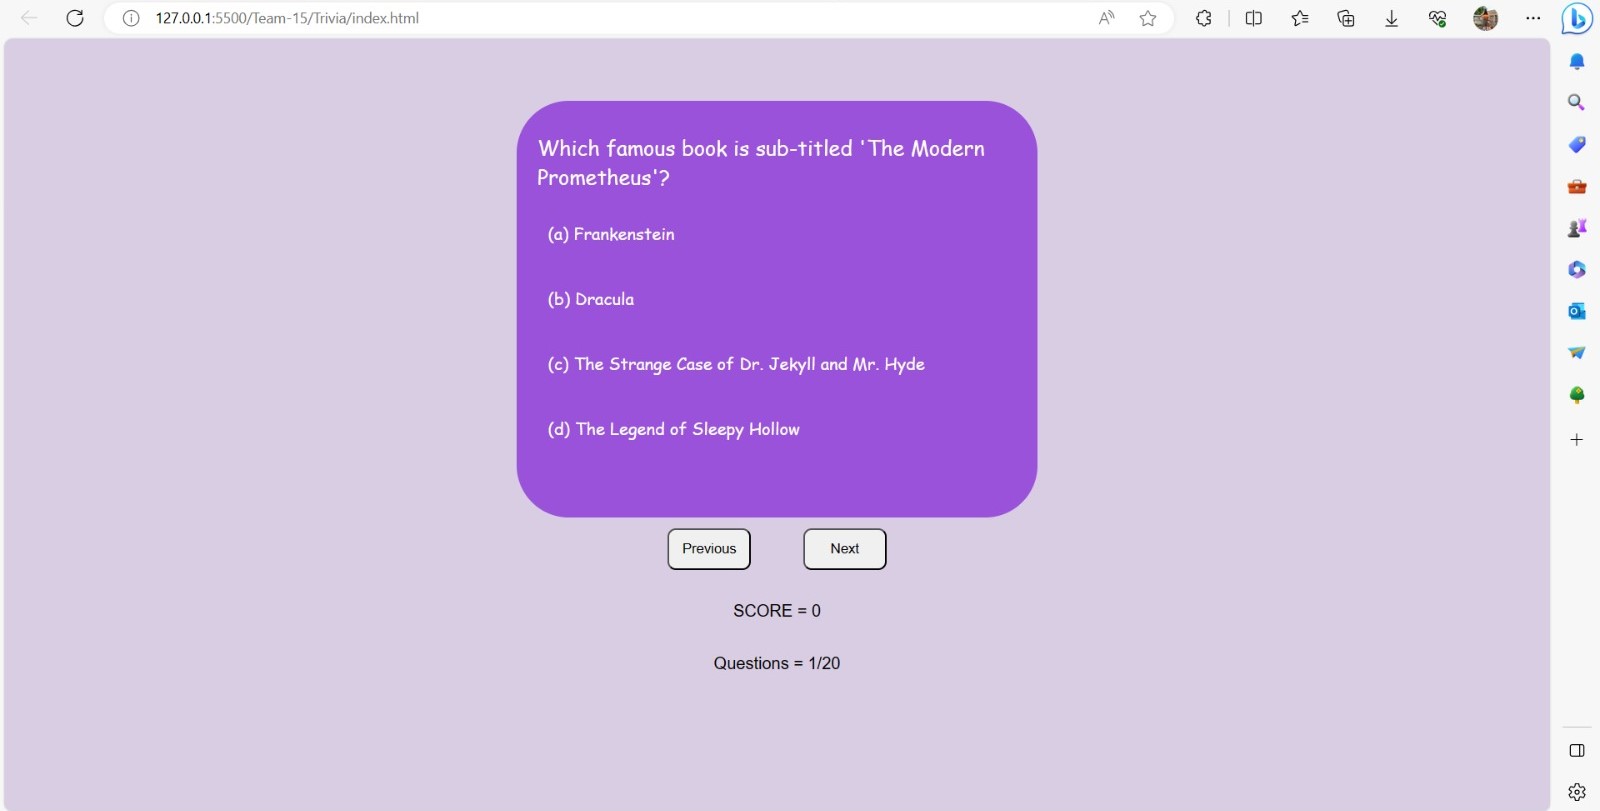 127.0.0.1:5500/Team-15/Trivia/index.html
Which famous book is sub-titled 'The Modern
Prometheus'?
(a) Frankenstein
(b) Dracula
(c) The Strange Case of Dr. Jekyll and Mr. Hyde
(d) The Legend of Sleepy Hollow
Previous Next
SCORE = 0
Questions = 1/20